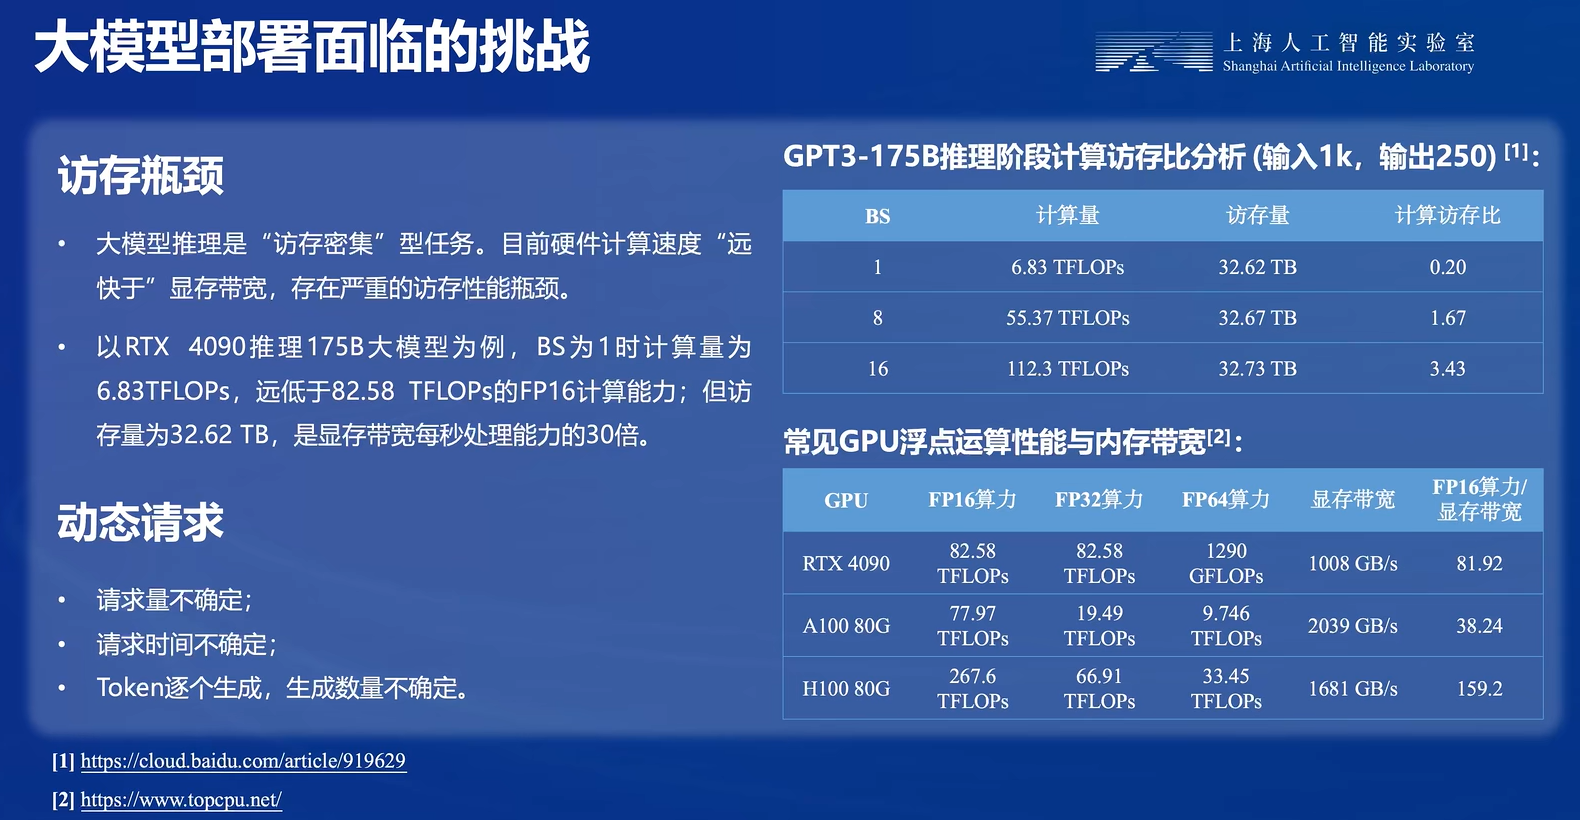 大模型部署面临的挑战
上海人工智能实验室
Shanghai Artificial Intelligence Laboratory
访存瓶颈
• 大模型推理是“访存密集”型任务。目前硬件计算速度“远
快于”显存带宽，存在严重的访存性能瓶颈。
• 以RTX 4090推理175B大模型为例，BS为1时计算量为
6.83TFLOPs，远低于82.58 TFLOPs的FP16计算能力；但访
存量为32.62 TB，是显存带宽每秒处理能力的30倍。
动态请求
• 请求量不确定；
• 请求时间不确定；
• Token逐个生成，生成数量不确定。
GPT3-175B推理阶段计算访存比分析 (输入1k，输出250) [1]：
BS 计算量 访存量 计算访存比
1 6.83 TFLOPs 32.62 TB 0.20
8 55.37 TFLOPs 32.67 TB 1.67
16 112.3 TFLOPs 32.73 TB 3.43
常见GPU浮点运算性能与内存带宽[2]：
GPU FP16算力 FP32算力 FP64算力 显存带宽 FP16算力/
显存带宽
RTX 4090 82.58 TFLOPs 82.58 TFLOPs 1290 GFLOPs 1008 GB/s 81.92
A100 80G 77.97 TFLOPs 19.49 TFLOPs 9.746 TFLOPs 2039 GB/s 38.24
H100 80G 267.6 TFLOPs 66.91 TFLOPs 33.45 TFLOPs 1681 GB/s 159.2
[1] https://cloud.baidu.com/article/919629
[2] https://www.topcpu.net/